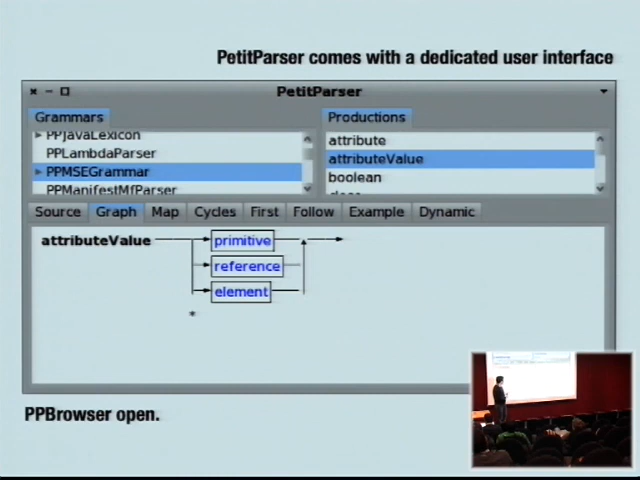 PetitParser comes with a dedicated user interface
PetitParser
Grammars
Productions
PPJavaLexicon
PPLambdaParser
PPMSEGrammar
PPManifestMfParser
attribute
attributeValue
boolean
Source Graph Map Cycles First Follow Example Dynamic
attributeValue
primitive
reference
element
*
PPBrowser open.